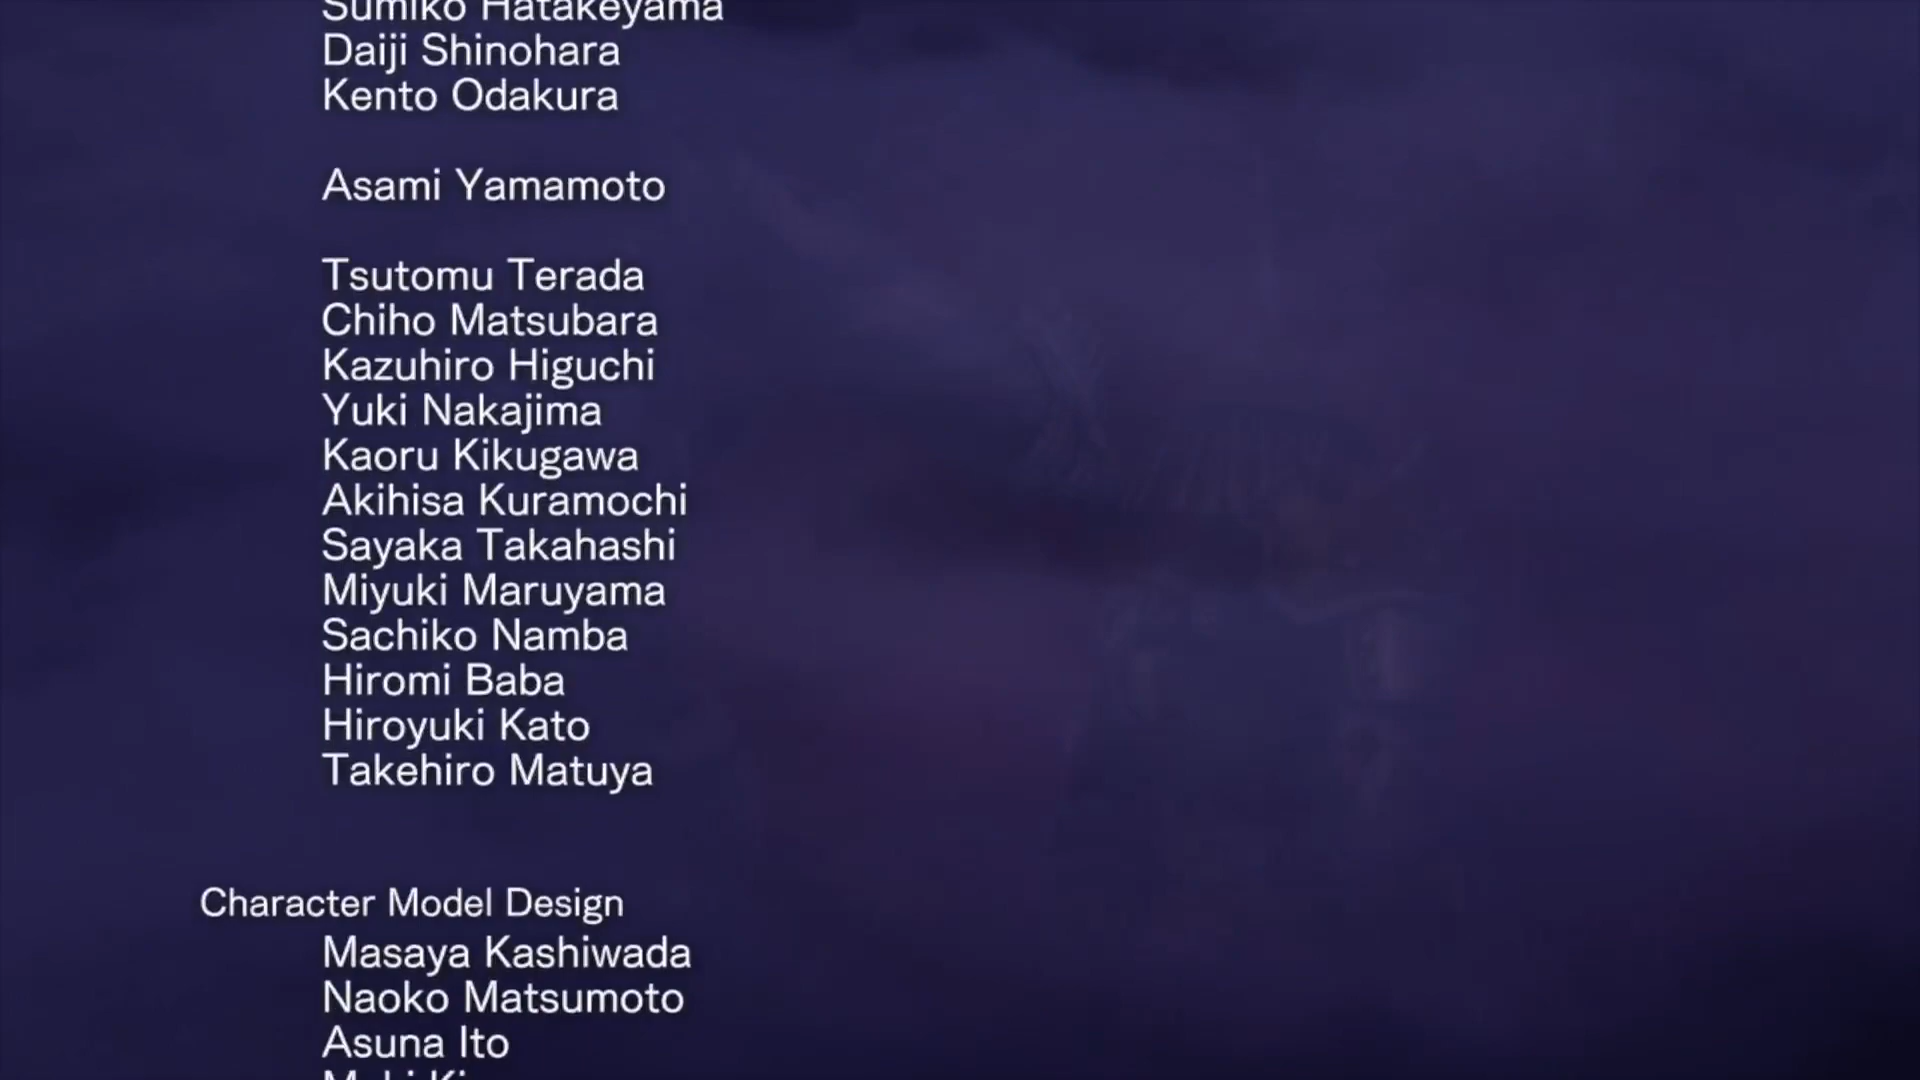 Sumiko Hatakeyama
Daiji Shinohara
Kento Odakura
Asami Yamamoto
Tsutomu Terada
Chiho Matsubara
Kazuhiro Higuchi
Yuki Nakajima
Kaoru Kikugawa
Akihisa Kuramochi
Sayaka Takahashi
Miyuki Maruyama
Sachiko Namba
Hiromi Baba
Hiroyuki Kato
Takehiro Matuya
Character Model Design
Masaya Kashiwada
Naoko Matsumoto
Asuna Ito